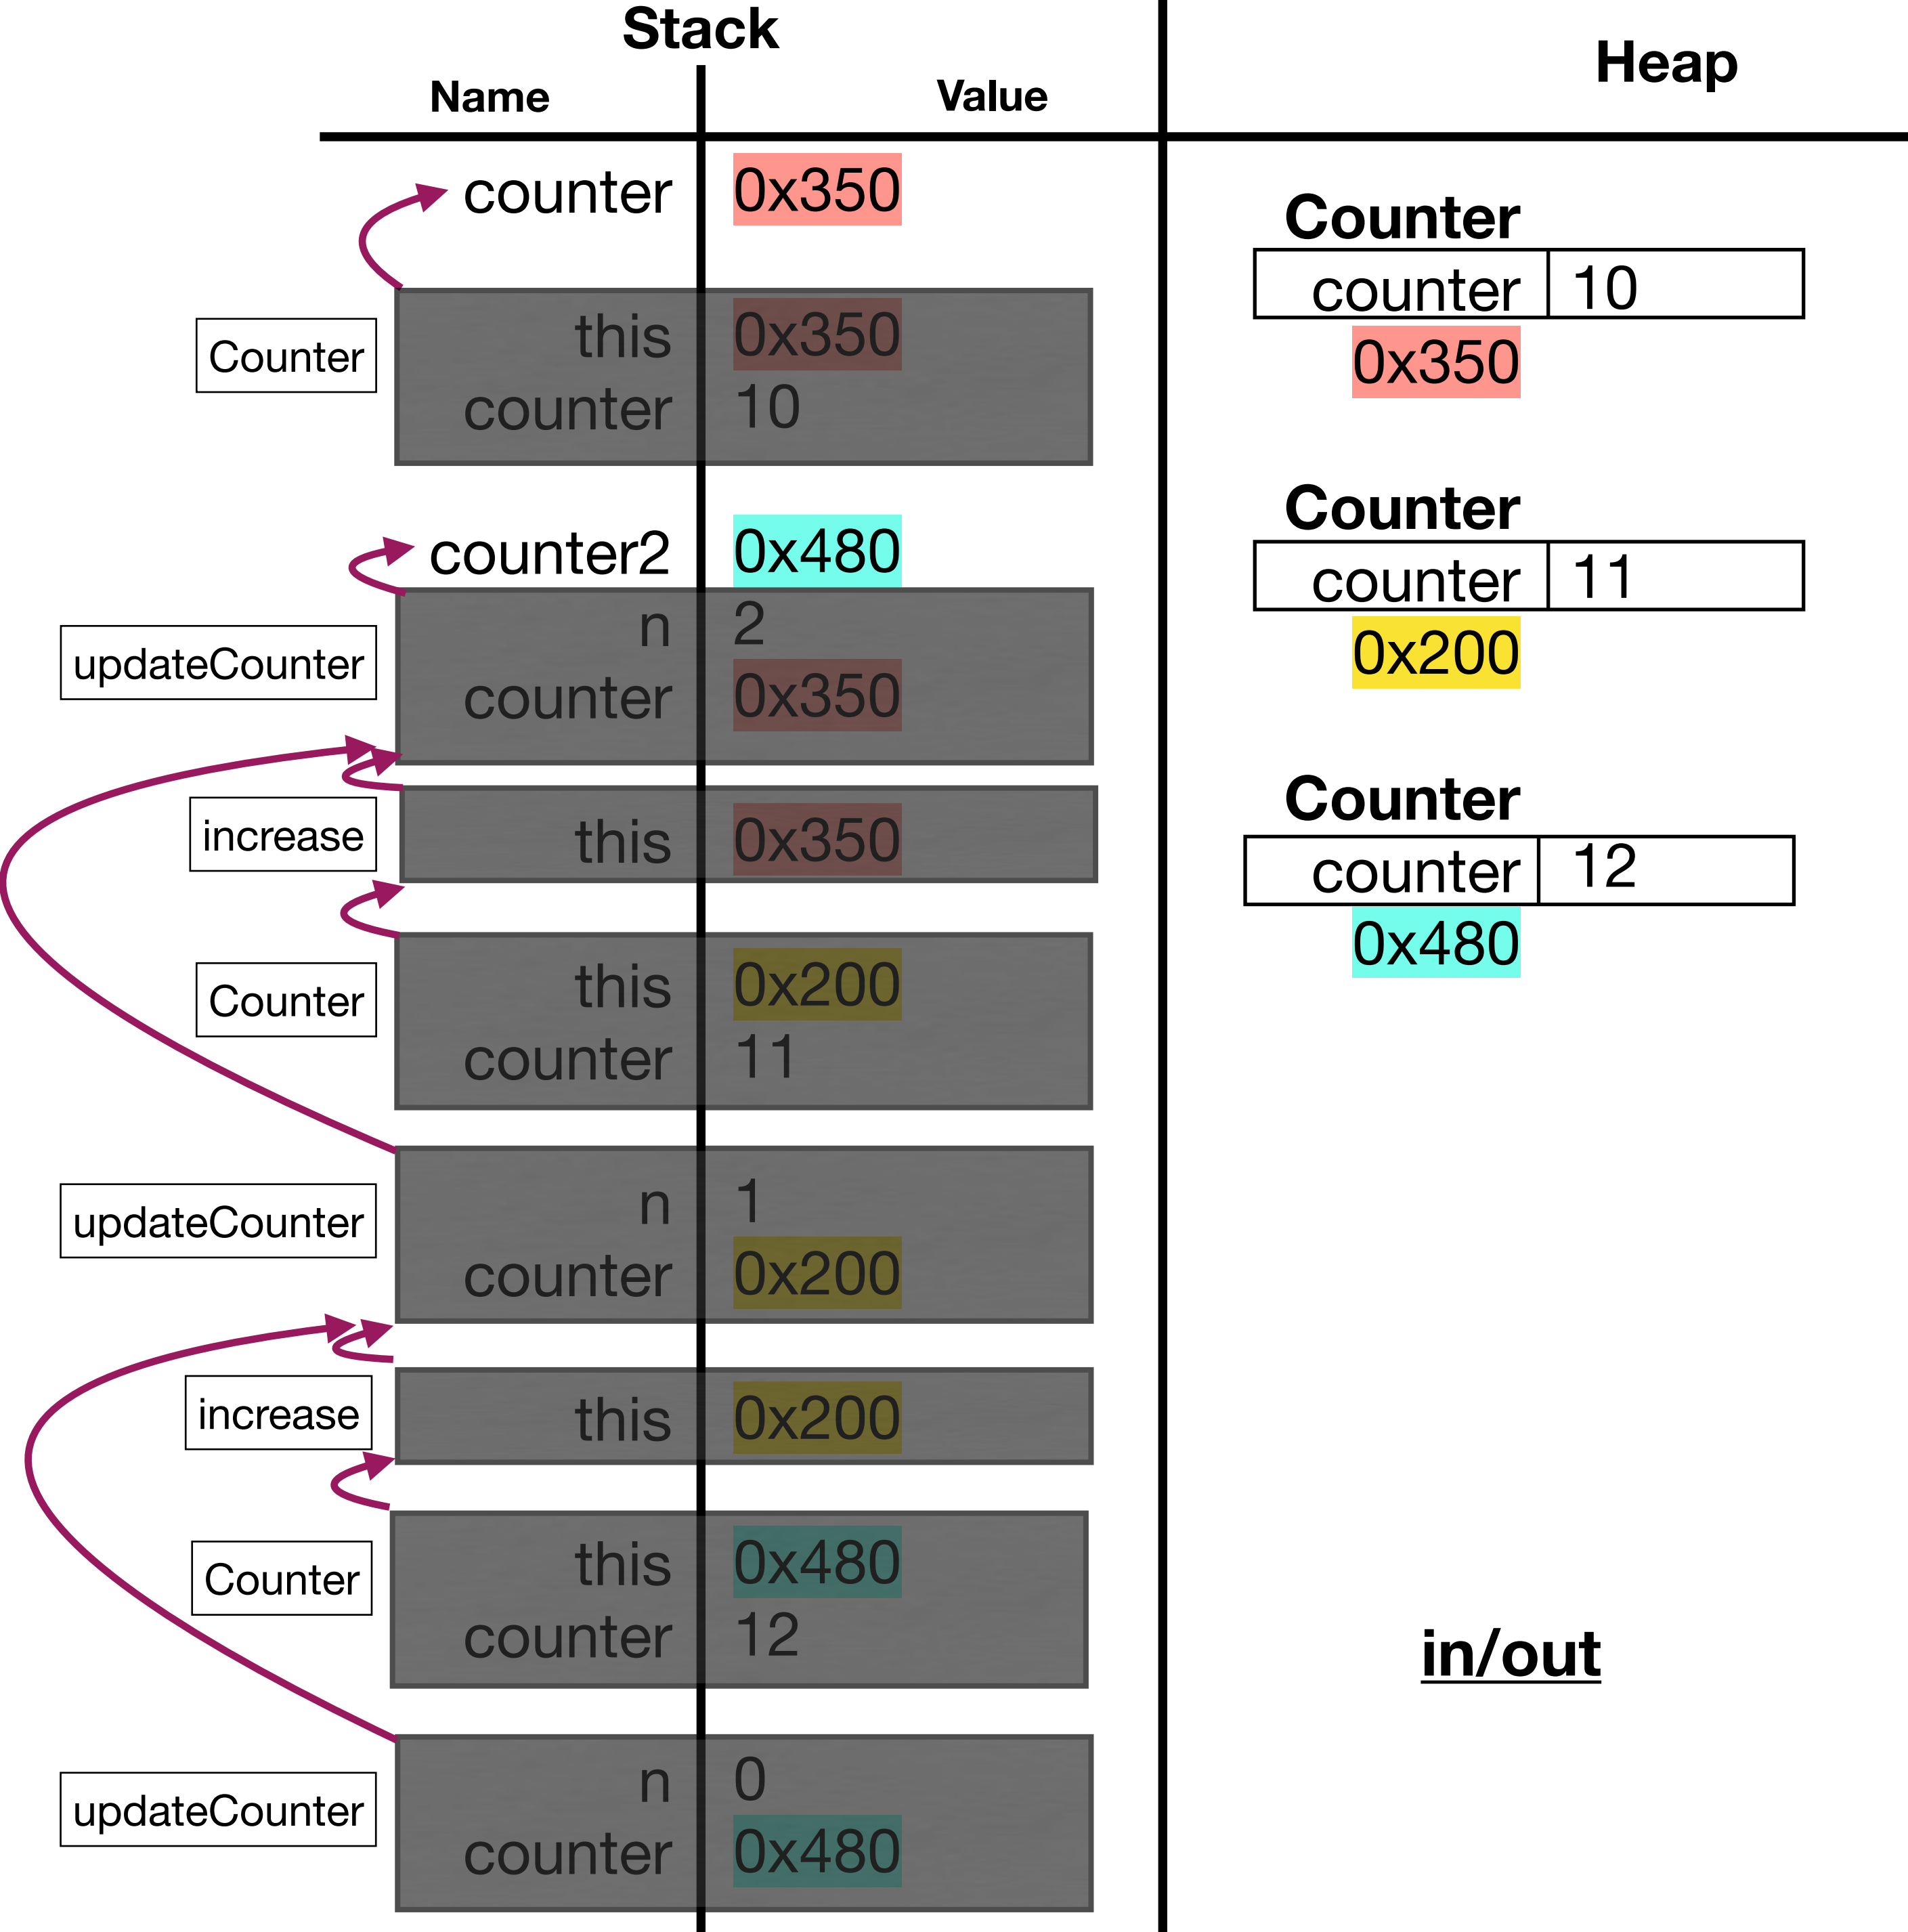 Stack
Heap
Name Value
counter 0x350
Counter
counter 10
0x350
Counter
this 0x350
counter 10
counter2 0x480
Counter
counter 11
0x200
updateCounter
n 2
counter 0x350
increase
this 0x350
Counter
counter 12
0x480
Counter
this 0x200
counter 11
updateCounter
n 1
counter 0x200
increase
this 0x200
Counter
this 0x480
counter 12
in/out
updateCounter
n 0
counter 0x480